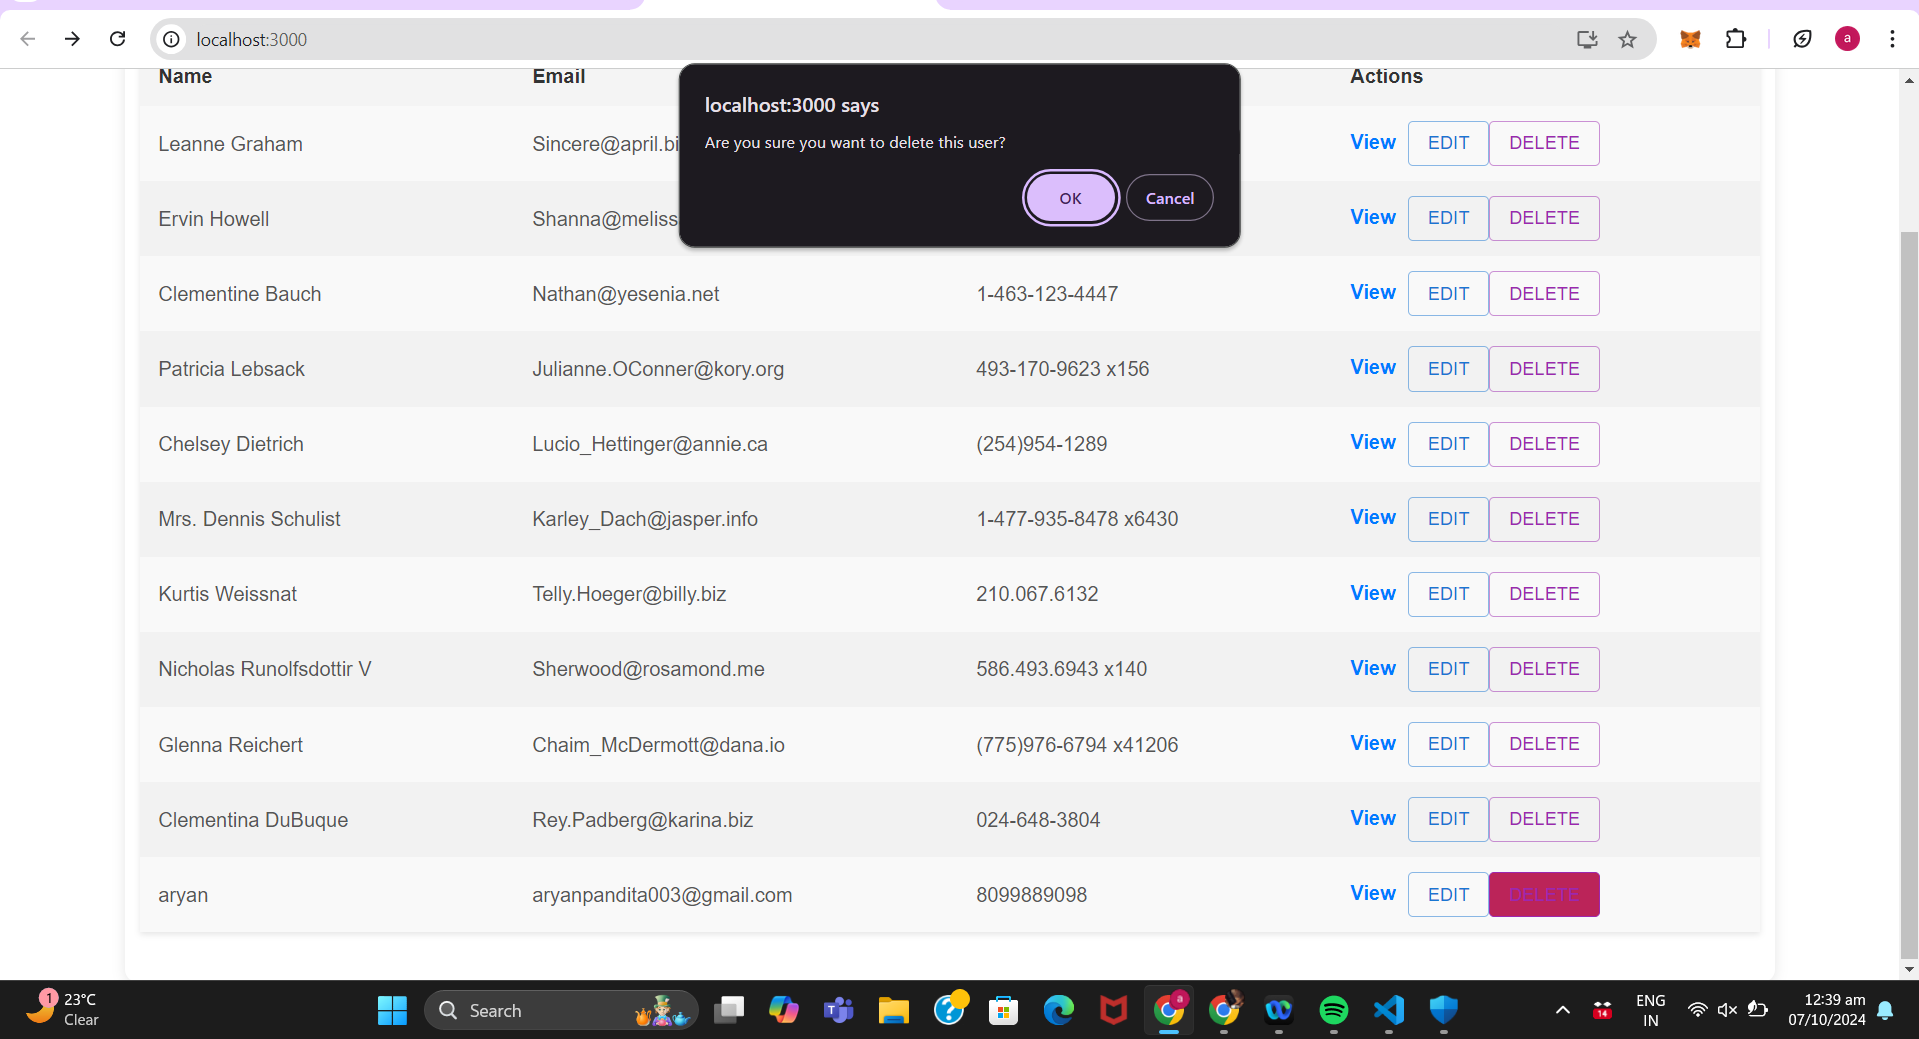 localhost:3000
a
Name Email Actions
localhost:3000 says
Are you sure you want to delete this user?
OK Cancel
Leanne Graham Sincere@april.bi View EDIT DELETE
Ervin Howell Shanna@meliss View EDIT DELETE
Clementine Bauch Nathan@yesenia.net 1-463-123-4447 View EDIT DELETE
Patricia Lebsack Julianne.OConner@kory.org 493-170-9623 x156 View EDIT DELETE
Chelsey Dietrich Lucio_Hettinger@annie.ca (254)954-1289 View EDIT DELETE
Mrs. Dennis Schulist Karley_Dach@jasper.info 1-477-935-8478 x6430 View EDIT DELETE
Kurtis Weissnat Telly.Hoeger@billy.biz 210.067.6132 View EDIT DELETE
Nicholas Runolfsdottir V Sherwood@rosamond.me 586.493.6943 x140 View EDIT DELETE
Glenna Reichert Chaim_McDermott@dana.io (775)976-6794 x41206 View EDIT DELETE
Clementina DuBuque Rey.Padberg@karina.biz 024-648-3804 View EDIT DELETE
aryan aryanpandita003@gmail.com 8099889098 View EDIT DELETE
1 23°C
Clear
Search
a
14
ENG
IN
12:39 am
07/10/2024